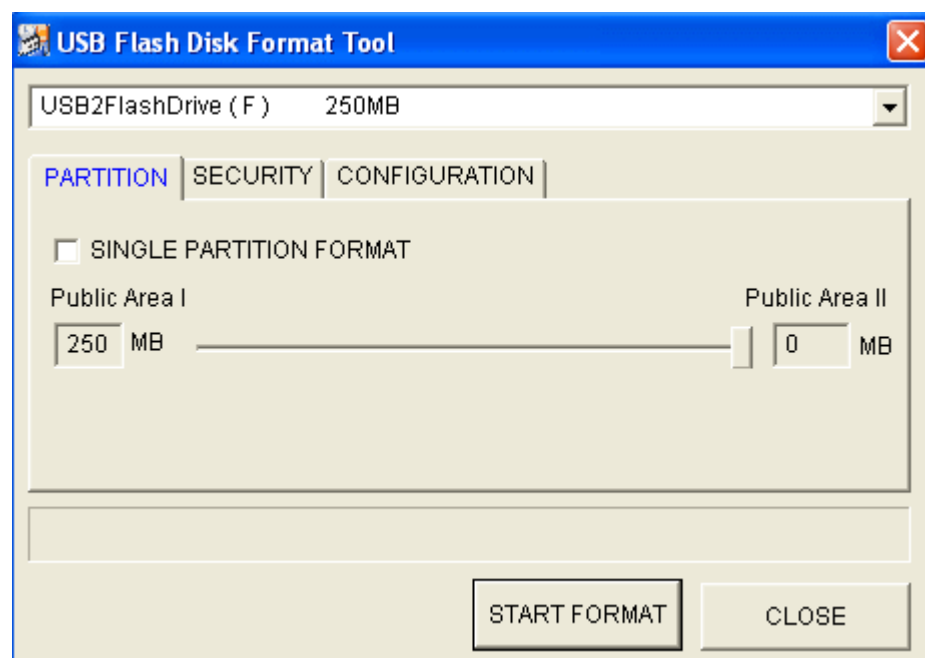 USB Flash Disk Format Tool
USB2FlashDrive ( F ) 250MB
PARTITION SECURITY CONFIGURATION
SINGLE PARTITION FORMAT
Public Area I Public Area II
250 MB 0 MB
START FORMAT CLOSE